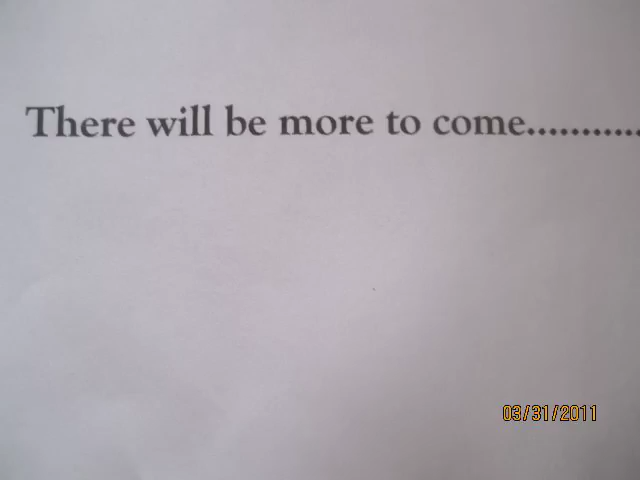 There will be more to come...........
03/31/2011